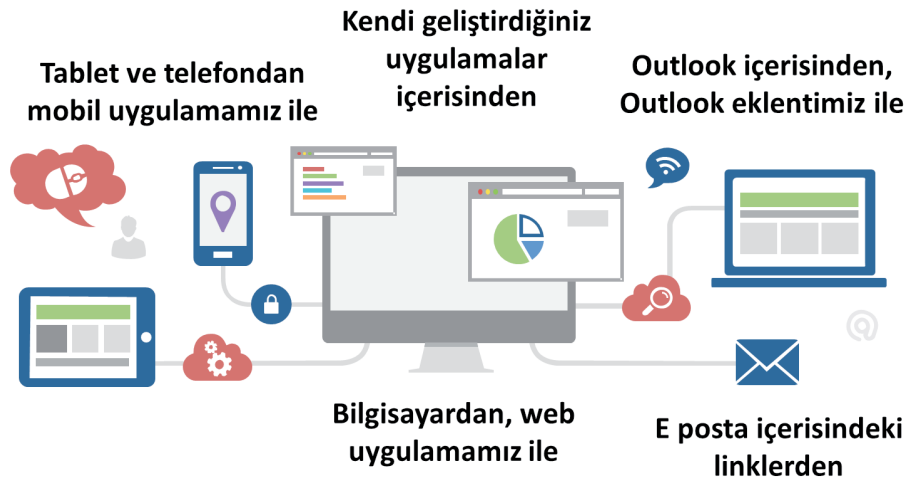 Tablet ve telefondan
mobil uygulamamız ile
Kendi geliştirdiğiniz
uygulamalar
içerisinden
Outlook içerisinden,
Outlook eklentimiz ile
Bilgisayardan, web
uygulamamız ile
E posta içerisindeki
linklerden